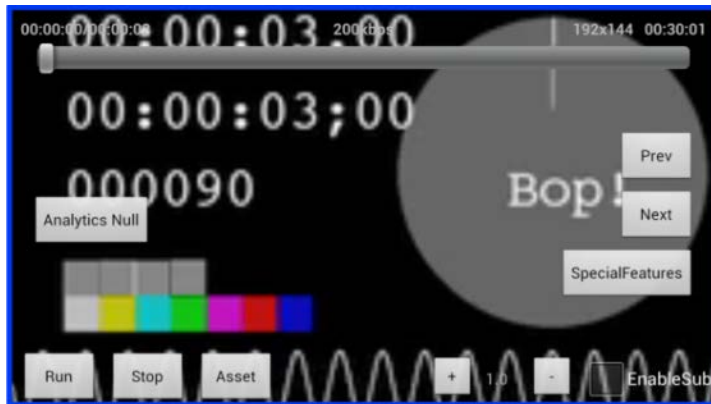 00:00:00/00:00:03 200kbps 192x144 00:30:01
00:00:03.00
00:00:03;00
Prev
000090
Bop!
Analytics Null
Next
SpecialFeatures
Run Stop Asset + 1.0 - EnableSub